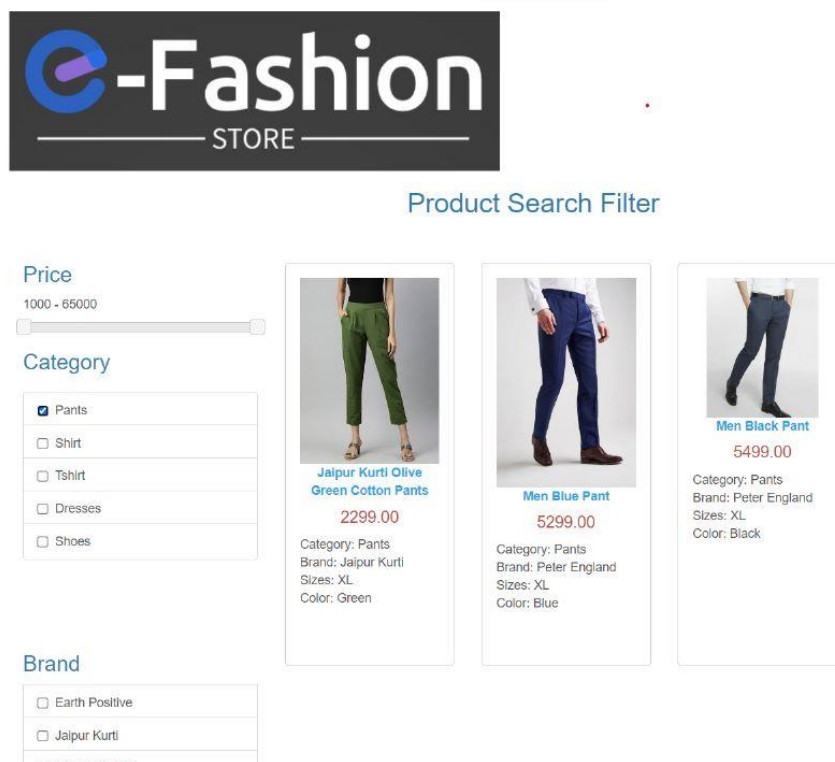 e-Fashion
STORE
Product Search Filter
Price
1000 - 65000
Category
Pants
Shirt
Tshirt
Dresses
Shoes
Brand
Earth Positive
Jaipur Kurti
Jaipur Kurti Olive
Green Cotton Pants
2299.00
Category: Pants
Brand: Jaipur Kurti
Sizes: XL
Color: Green
Men Blue Pant
5299.00
Category: Pants
Brand: Peter England
Sizes: XL
Color: Blue
Men Black Pant
5499.00
Category: Pants
Brand: Peter England
Sizes: XL
Color: Black